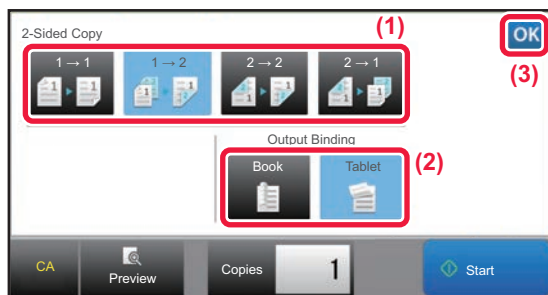 (1)
2-Sided Copy
OK
1 → 1 1 → 2 2 → 2 2 → 1
(3)
Output Binding
Book Tablet
(2)
CA
Preview
Copies 1
Start